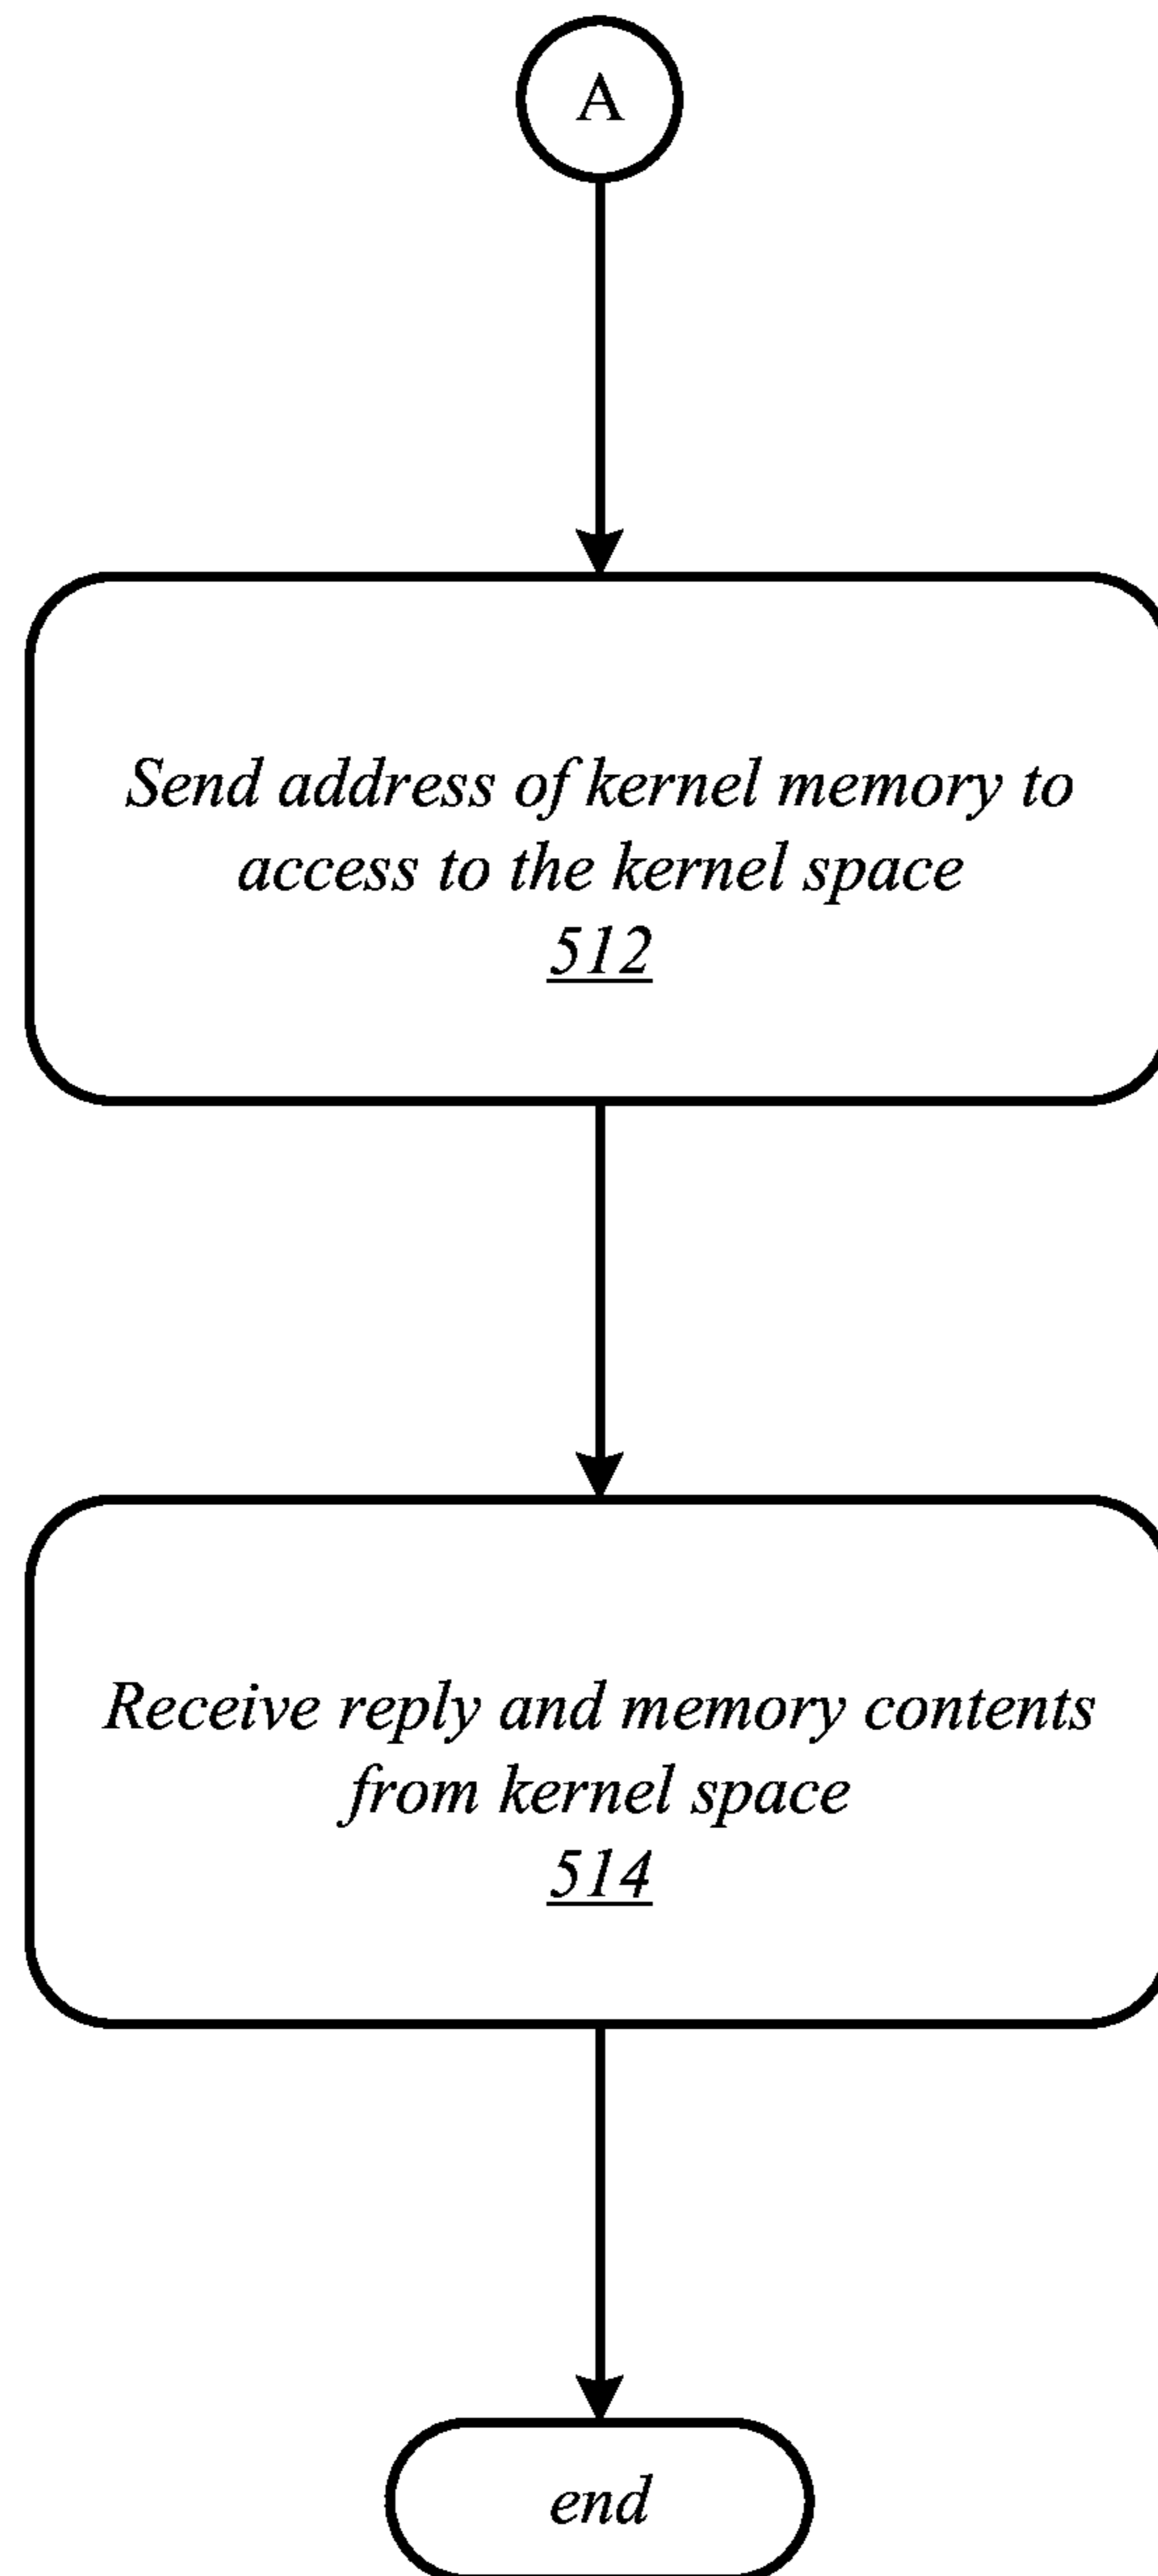 A
Send address of kernel memory to
access to the kernel space
512
Receive reply and memory contents
from kernel space
514
end